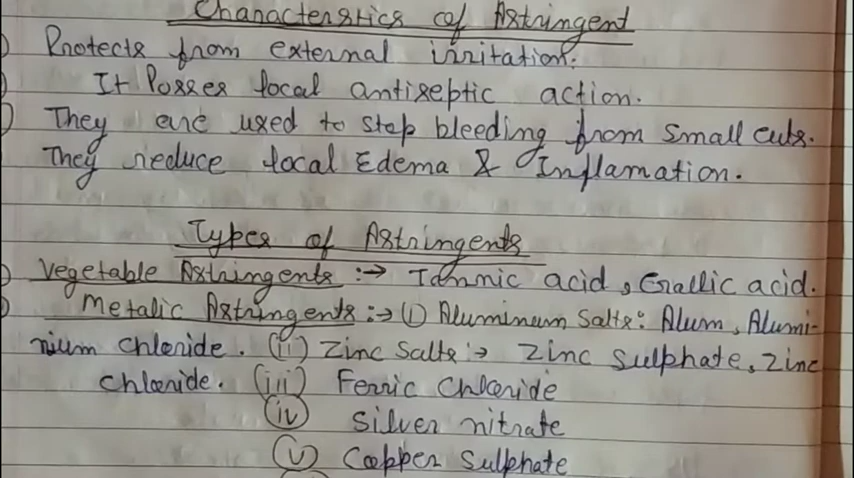 Characterstics of Astringent
Protects from external irritation.
It Posses local antiseptic action.
They are used to stop bleeding from small cuts.
They reduce local Edema & Inflamation.
Types of Astringents
Vegetable Astringents :→ Tannic acid, Gallic acid.
Metalic Astringents :→ (i) Aluminum Salts: Alum, Alumi-
nium Chloride. (ii) Zinc Salts :→ Zinc Sulphate, Zinc
Chloride. (iii) Ferric Chloride
(iv) Silver nitrate
(v) Copper Sulphate